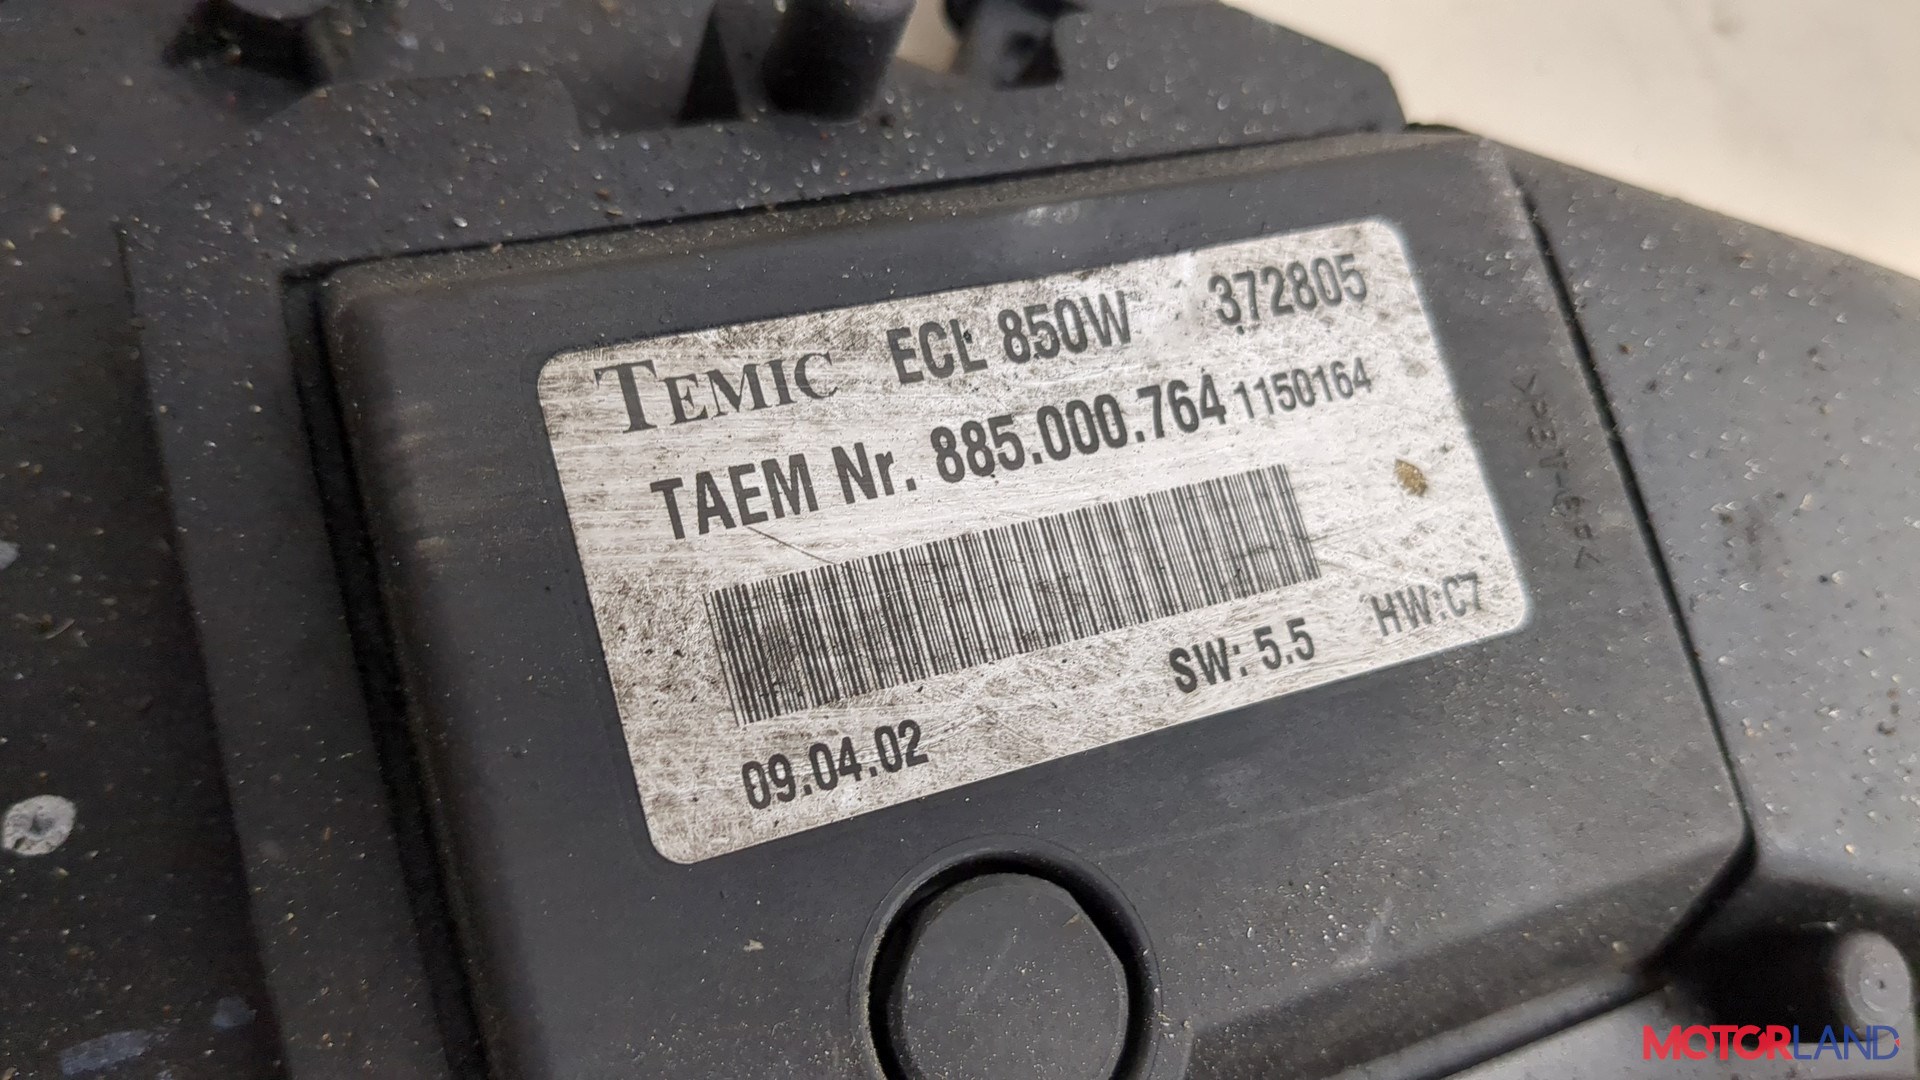 TEMIC ECL 850W 372805
TAEM Nr. 885.000.764 1150164
SW: 5.5 HW:C7
09.04.02
MOTORLAND